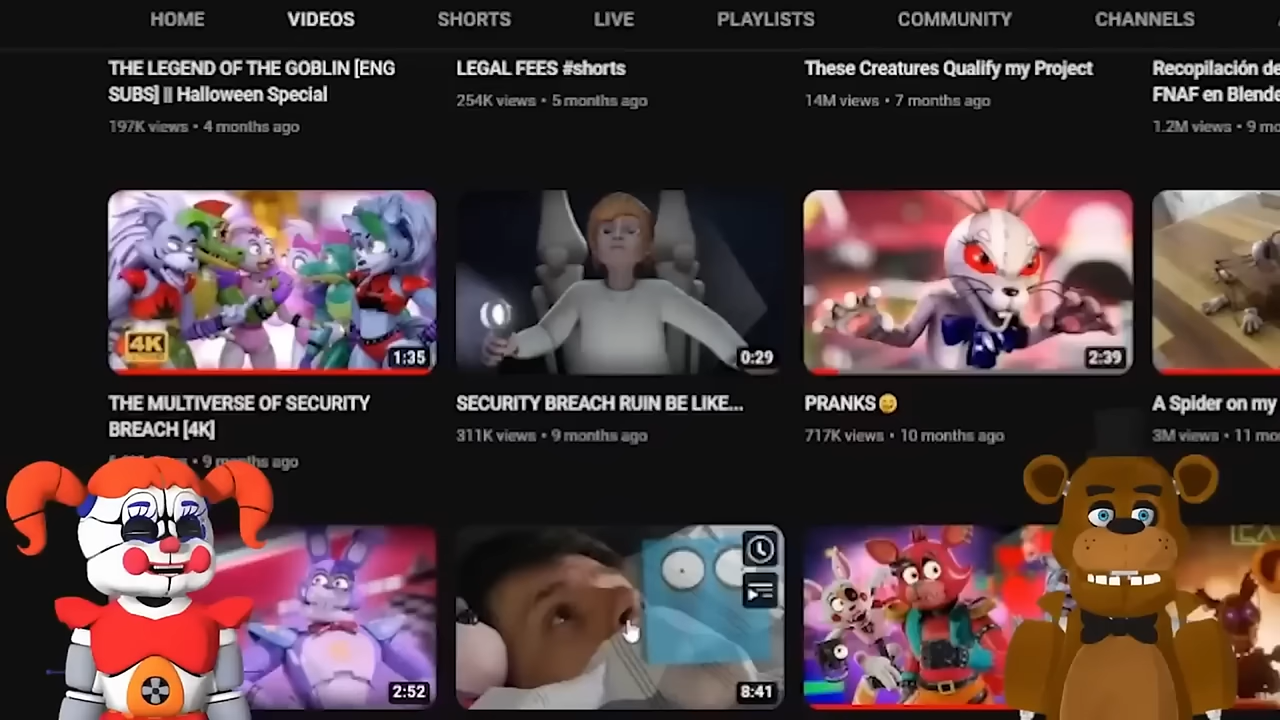 HOME VIDEOS SHORTS LIVE PLAYLISTS COMMUNITY CHANNELS
THE LEGEND OF THE GOBLIN [ENG
SUBS] || Halloween Special
197K views • 4 months ago
LEGAL FEES #shorts
254K views • 5 months ago
These Creatures Qualify my Project
14M views • 7 months ago
Recopilación de
FNAF en Blende
1.2M views • 9 mo
4K
1:35
0:29
2:39
THE MULTIVERSE OF SECURITY
BREACH [4K]
• 9 months ago
SECURITY BREACH RUIN BE LIKE...
311K views • 9 months ago
PRANKS😄
717K views • 10 months ago
A Spider on my
3M views • 11 mo
2:52
8:41